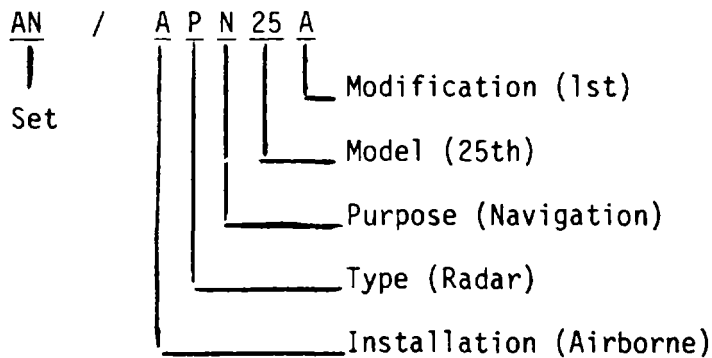 AN / A P N 25 A
Modification (1st)
Set
Model (25th)
Purpose (Navigation)
Type (Radar)
Installation (Airborne)